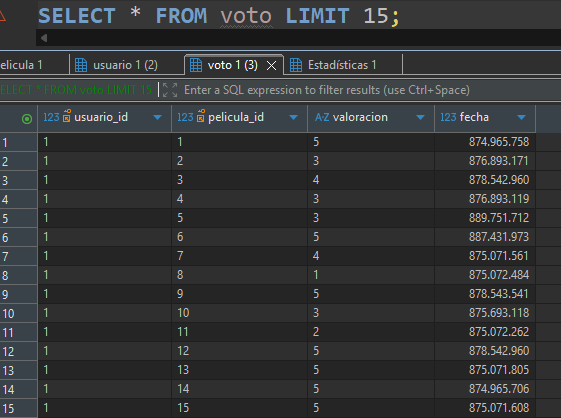 SELECT * FROM voto LIMIT 15;
elicula 1 usuario 1 (2) voto 1 (3) Estadísticas 1
ELECT * FROM voto LIMIT 15 Enter a SQL expression to filter results (use Ctrl+Space)
123 usuario_id 123 pelicula_id ABC valoracion 123 fecha
1 1 1 5 874.965.758
2 1 2 3 876.893.171
3 1 3 4 878.542.960
4 1 4 3 876.893.119
5 1 5 3 889.751.712
6 1 6 5 887.431.973
7 1 7 4 875.071.561
8 1 8 1 875.072.484
9 1 9 5 878.543.541
10 1 10 3 875.693.118
11 1 11 2 875.072.262
12 1 12 5 878.542.960
13 1 13 5 875.071.805
14 1 14 5 874.965.706
15 1 15 5 875.071.608